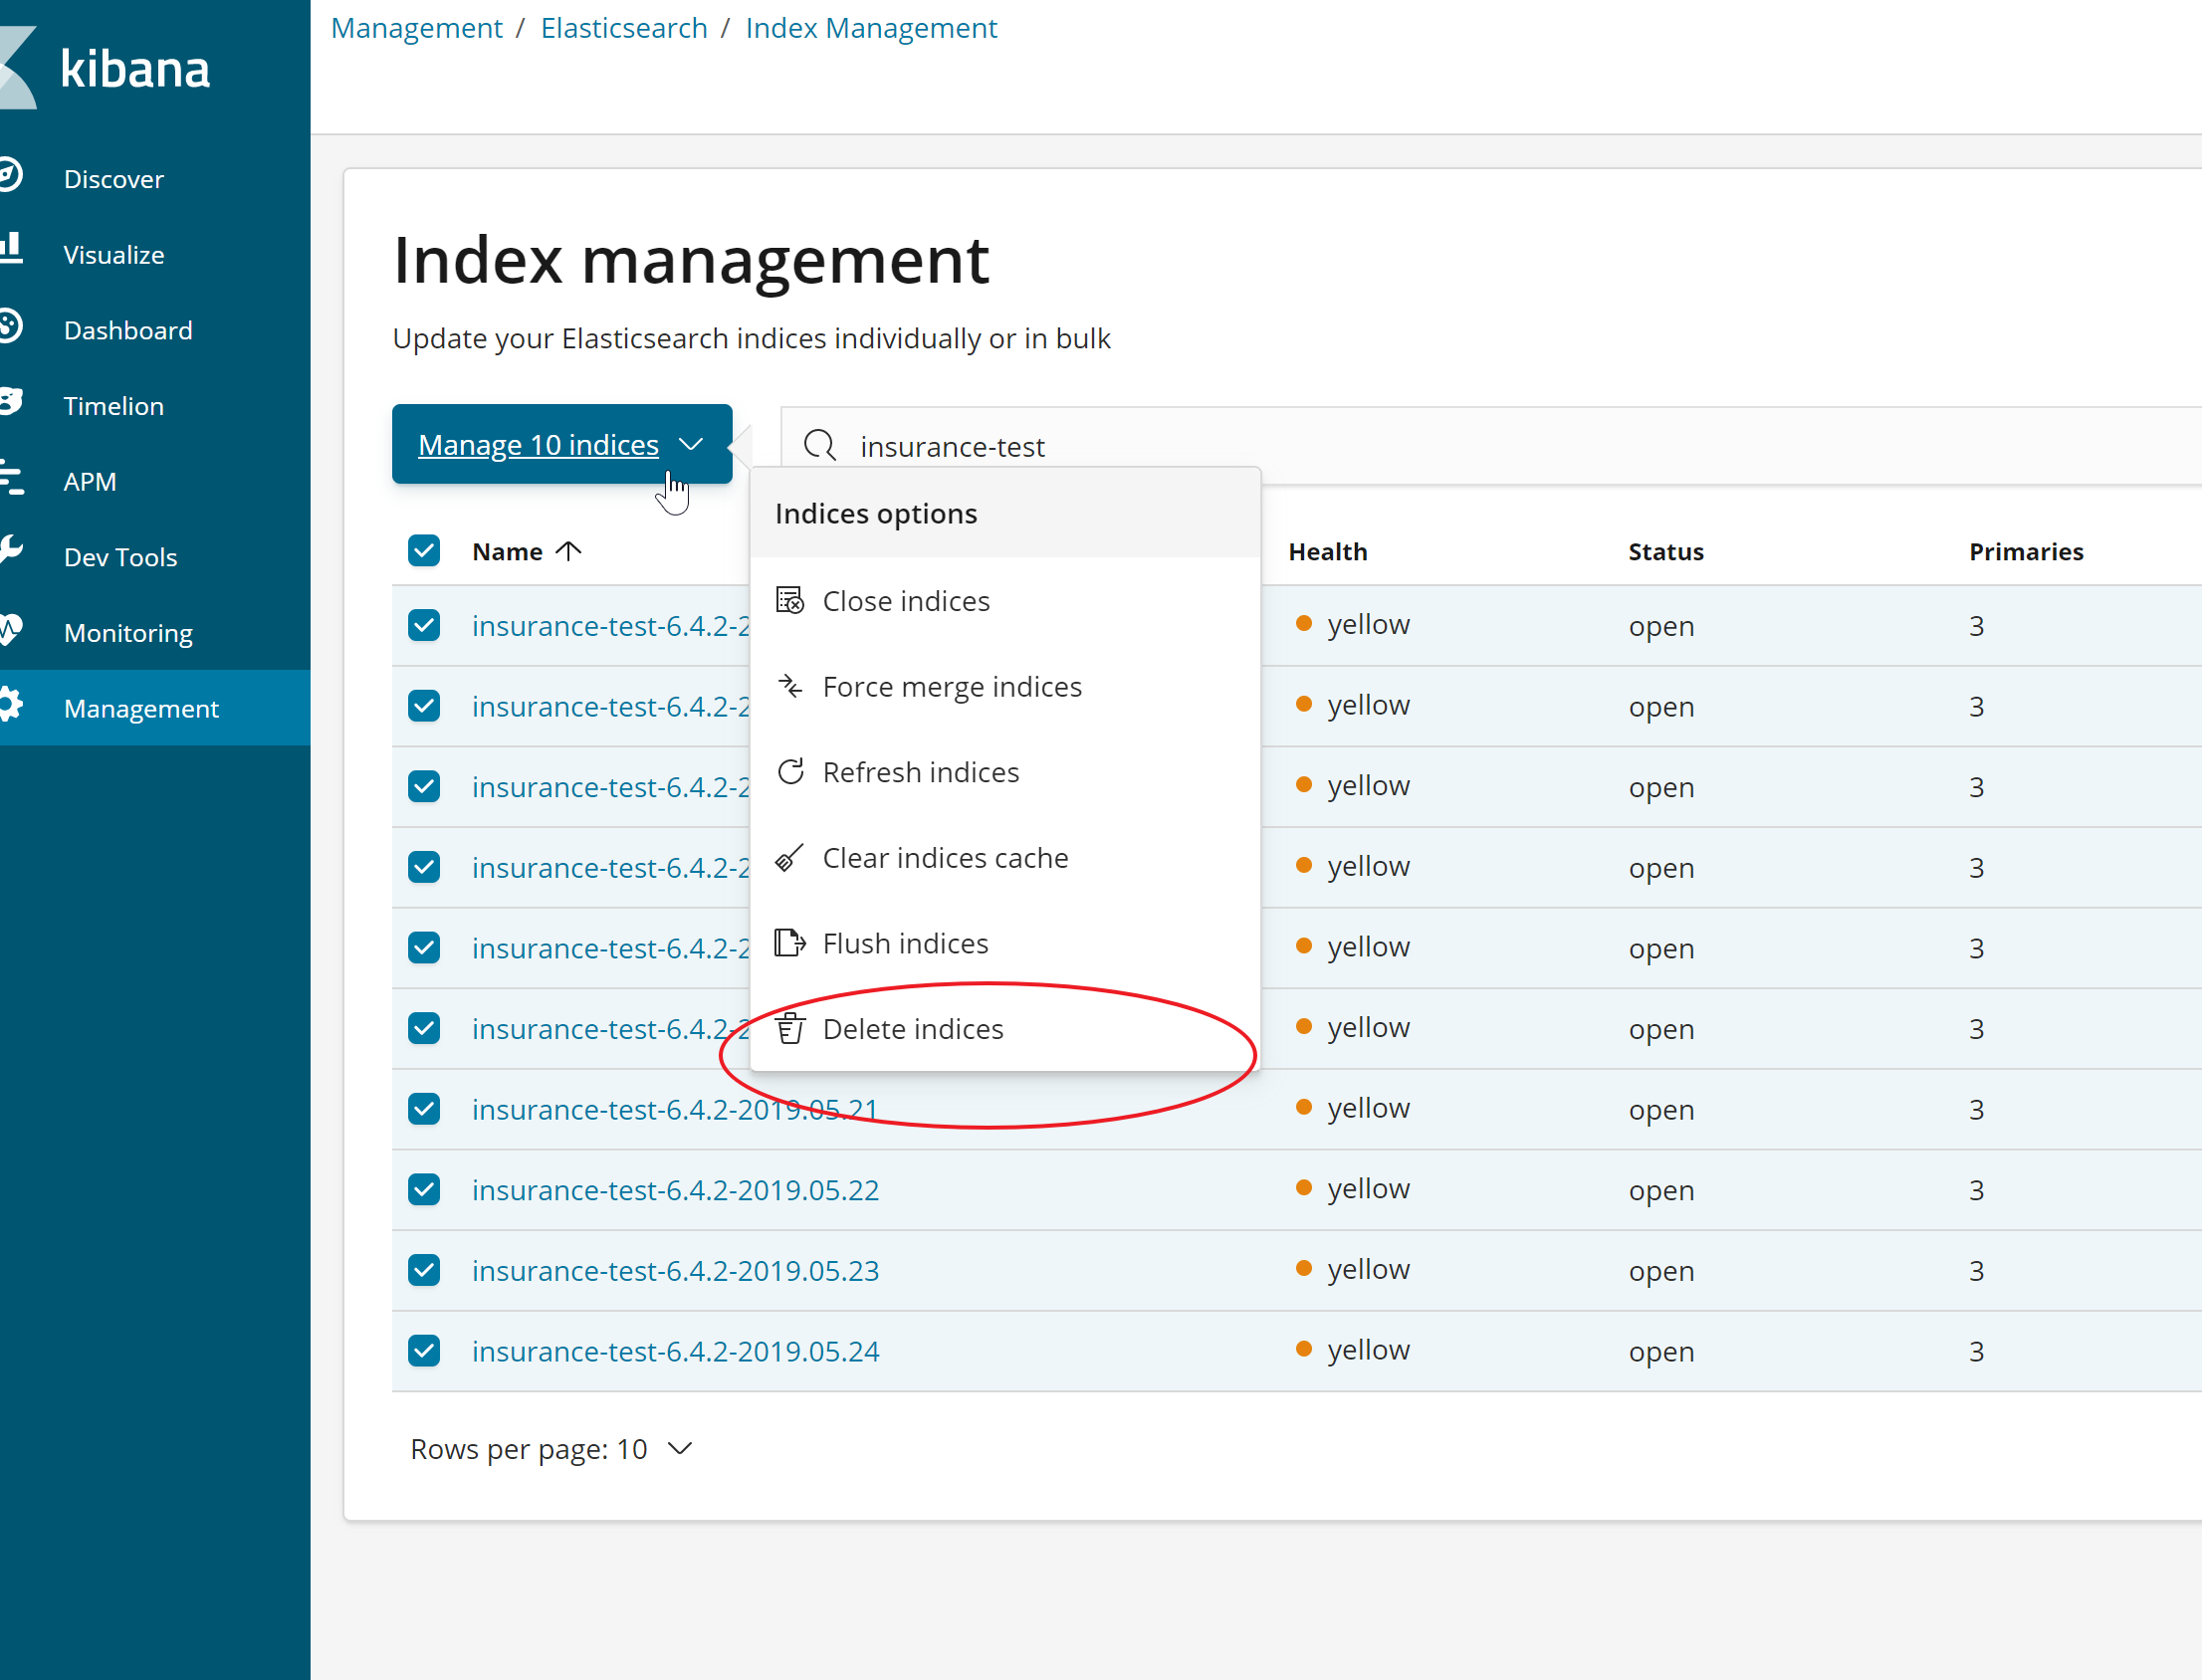 Management / Elasticsearch / Index Management
kibana
Discover
Visualize
Dashboard
Timelion
APM
Dev Tools
Monitoring
Management
Index management
Update your Elasticsearch indices individually or in bulk
Manage 10 indices
insurance-test
Indices options
Close indices
Force merge indices
Refresh indices
Clear indices cache
Flush indices
Delete indices
Name Health Status Primaries
insurance-test-6.4.2-2 yellow open 3
insurance-test-6.4.2-2 yellow open 3
insurance-test-6.4.2-2 yellow open 3
insurance-test-6.4.2-2 yellow open 3
insurance-test-6.4.2-2 yellow open 3
insurance-test-6.4.2-2 yellow open 3
insurance-test-6.4.2-2019.05.21 yellow open 3
insurance-test-6.4.2-2019.05.22 yellow open 3
insurance-test-6.4.2-2019.05.23 yellow open 3
insurance-test-6.4.2-2019.05.24 yellow open 3
Rows per page: 10